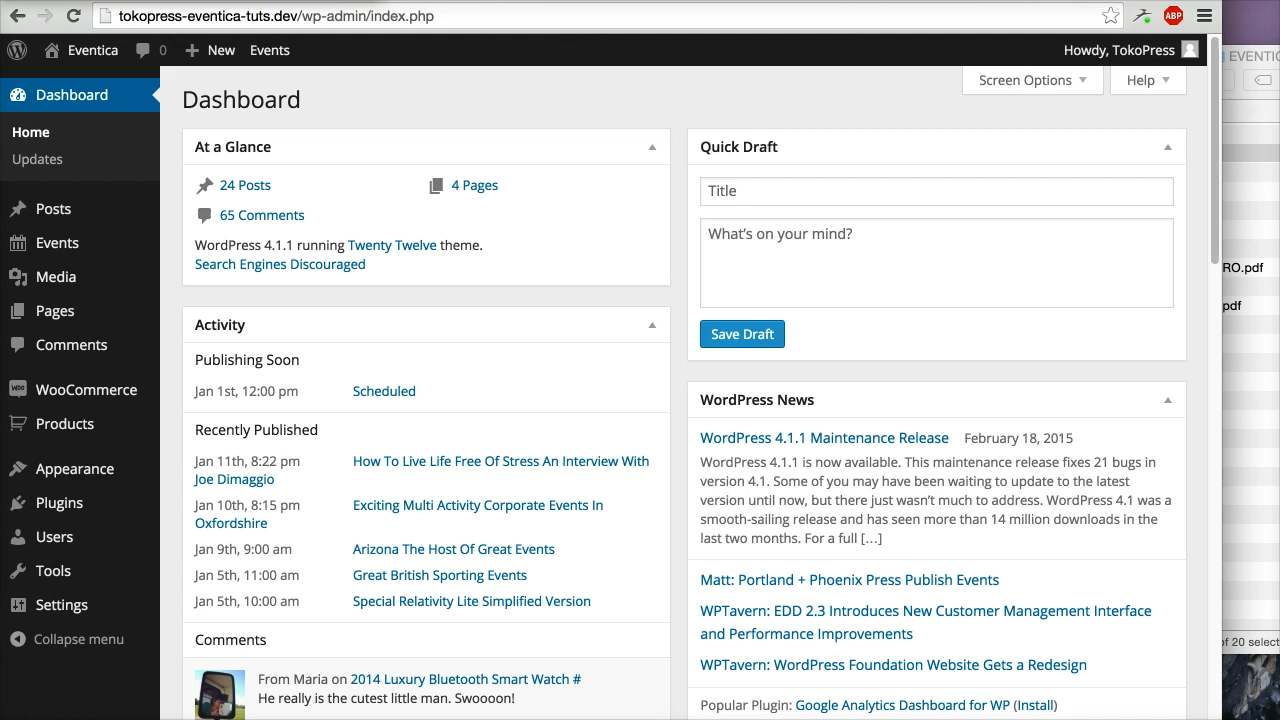 tokopress-eventica-tuts.dev/wp-admin/index.php
ABP
Eventica 0 New Events Howdy, TokoPress
EVENTIC
Dashboard
Home
Updates
Posts
Events
Media
Pages
Comments
WooCommerce
Products
Appearance
Plugins
Users
Tools
Settings
Collapse menu
Screen Options Help
Dashboard
At a Glance
24 Posts 4 Pages
65 Comments
WordPress 4.1.1 running Twenty Twelve theme.
Search Engines Discouraged
Activity
Publishing Soon
Jan 1st, 12:00 pm Scheduled
Recently Published
Jan 11th, 8:22 pm How To Live Life Free Of Stress An Interview With
Joe Dimaggio
Jan 10th, 8:15 pm Exciting Multi Activity Corporate Events In
Oxfordshire
Jan 9th, 9:00 am Arizona The Host Of Great Events
Jan 5th, 11:00 am Great British Sporting Events
Jan 5th, 10:00 am Special Relativity Lite Simplified Version
Comments
From Maria on 2014 Luxury Bluetooth Smart Watch #
He really is the cutest little man. Swoooon!
Quick Draft
Title
What's on your mind?
Save Draft
WordPress News
WordPress 4.1.1 Maintenance Release February 18, 2015
WordPress 4.1.1 is now available. This maintenance release fixes 21 bugs in
version 4.1. Some of you may have been waiting to update to the latest
version until now, but there just wasn't much to address. WordPress 4.1 was a
smooth-sailing release and has seen more than 14 million downloads in the
last two months. For a full […]
Matt: Portland + Phoenix Press Publish Events
WPTavern: EDD 2.3 Introduces New Customer Management Interface
and Performance Improvements
WPTavern: WordPress Foundation Website Gets a Redesign
Popular Plugin: Google Analytics Dashboard for WP (Install)
RO.pdf
pdf
of 20 select